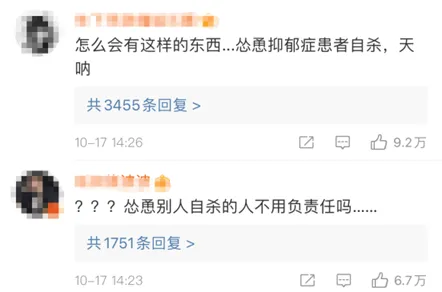 怎么会有这样的东西...怂恿抑郁症患者自杀，天
呐
共3455条回复 >
10-17 14:26
9.2万
？？？怂恿别人自杀的人不用负责任吗......
共1751条回复 >
10-17 14:23
6.7万